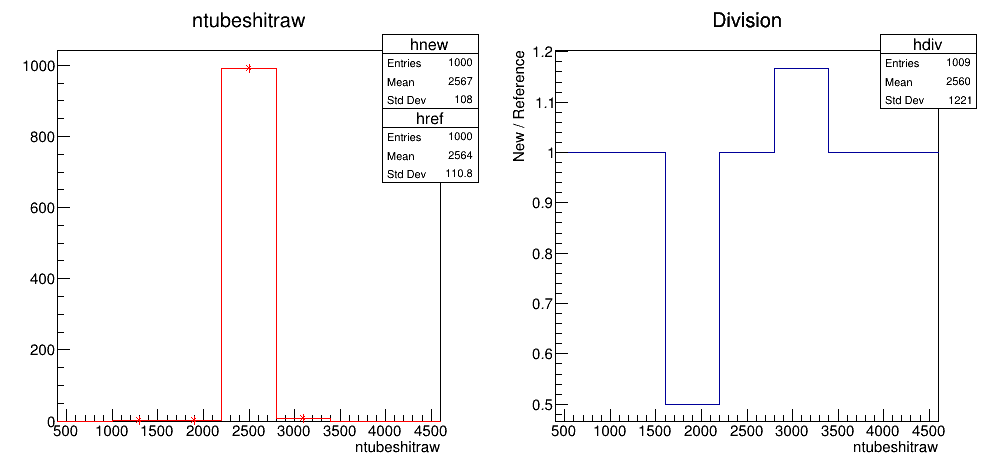 ntubeshitraw
hnew
Entries 1000
Mean 2567
Std Dev 108
href
Entries 1000
Mean 2564
Std Dev 110.8
1000
800
600
400
200
0
500 1000 1500 2000 2500 3000 3500 4000 4500
ntubeshitraw
Division
hdiv
Entries 1009
Mean 2560
Std Dev 1221
New / Reference
1.2
1.1
1
0.9
0.8
0.7
0.6
0.5
500 1000 1500 2000 2500 3000 3500 4000 4500
ntubeshitraw